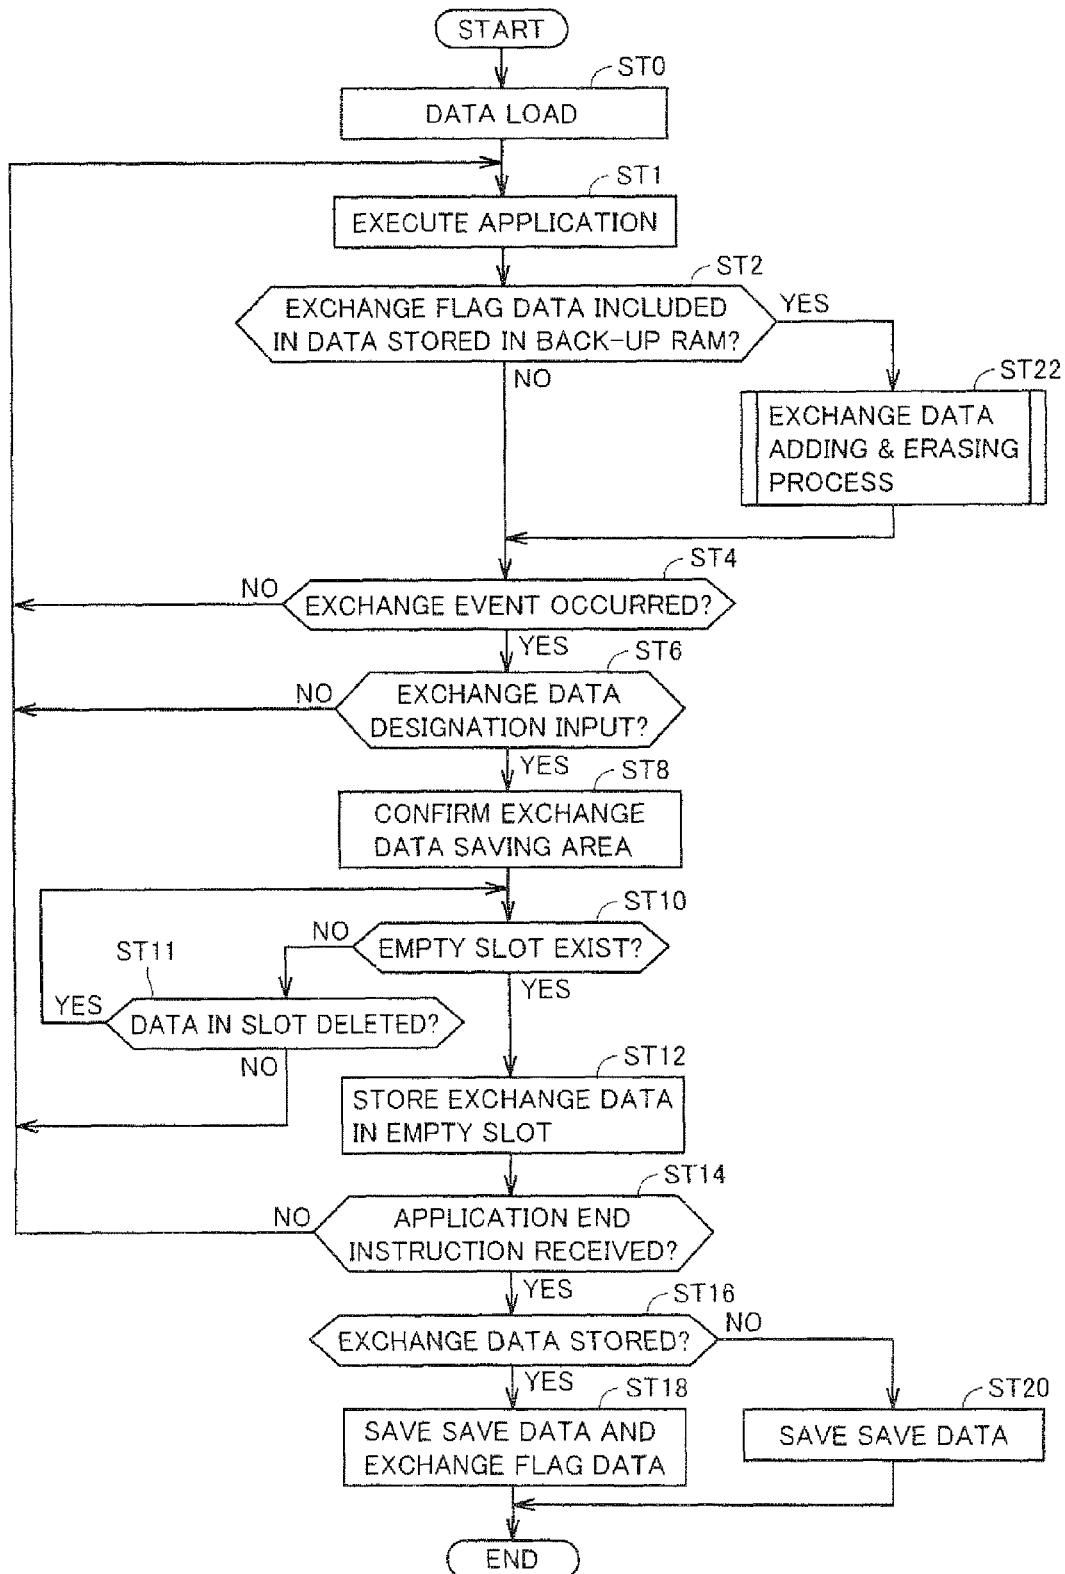 START
ST0
DATA LOAD
ST1
EXECUTE APPLICATION
ST2
EXCHANGE FLAG DATA INCLUDED
IN DATA STORED IN BACK-UP RAM?
YES
NO
ST22
EXCHANGE DATA
ADDING & ERASING
PROCESS
ST4
NO
EXCHANGE EVENT OCCURRED?
YES
ST6
NO
EXCHANGE DATA
DESIGNATION INPUT?
YES
ST8
CONFIRM EXCHANGE
DATA SAVING AREA
ST10
NO
EMPTY SLOT EXIST?
YES
ST11
YES
DATA IN SLOT DELETED?
NO
ST12
STORE EXCHANGE DATA
IN EMPTY SLOT
ST14
NO
APPLICATION END
INSTRUCTION RECEIVED?
YES
ST16
EXCHANGE DATA STORED?
NO
YES
ST18
SAVE SAVE DATA AND
EXCHANGE FLAG DATA
ST20
SAVE SAVE DATA
END